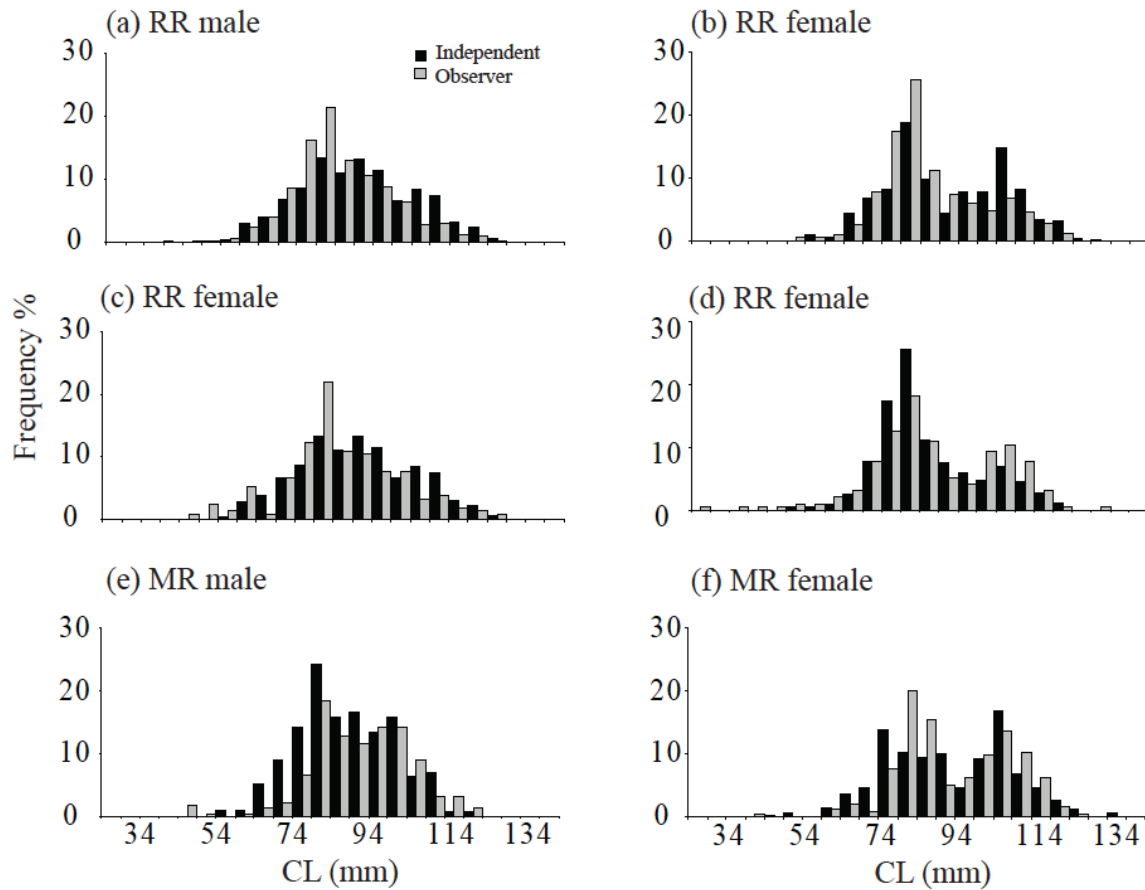 (a) RR male
(b) RR female
Independent
Observer
30
20
10
0
30
20
10
0
(c) RR female
(d) RR female
Frequency %
30
20
10
0
30
20
10
0
(e) MR male
(f) MR female
30
20
10
0
30
20
10
0
34 54 74 94 114 134
34 54 74 94 114 134
CL (mm)
CL (mm)